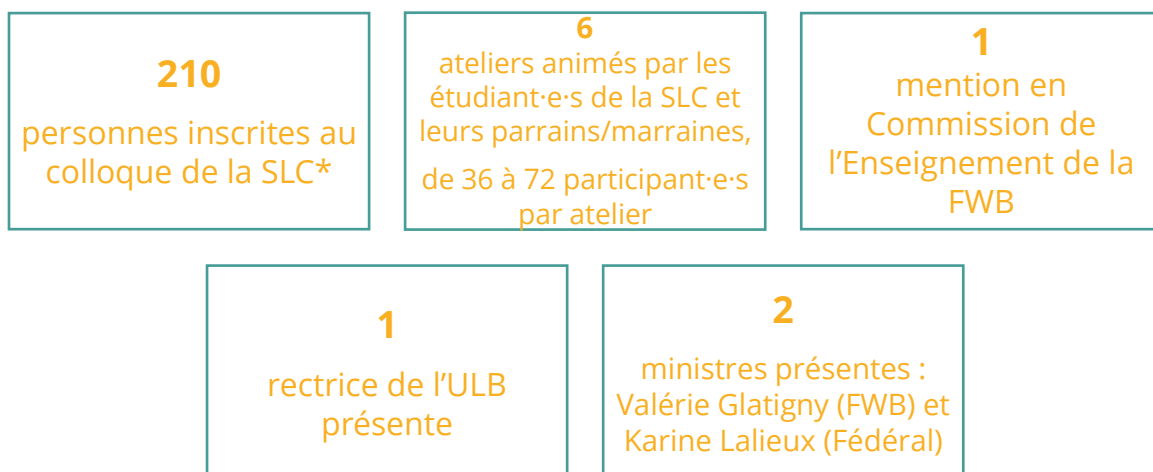 210
personnes inscrites au
colloque de la SLC*
6
ateliers animés par les
étudiant·e·s de la SLC et
leurs parrains/marraines,
de 36 à 72 participant·e·s
par atelier
1
mention en
Commission de
l’Enseignement de la
FWB
1
rectrice de l’ULB
présente
2
ministres présentes :
Valérie Glatigny (FWB) et
Karine Lalieux (Fédéral)